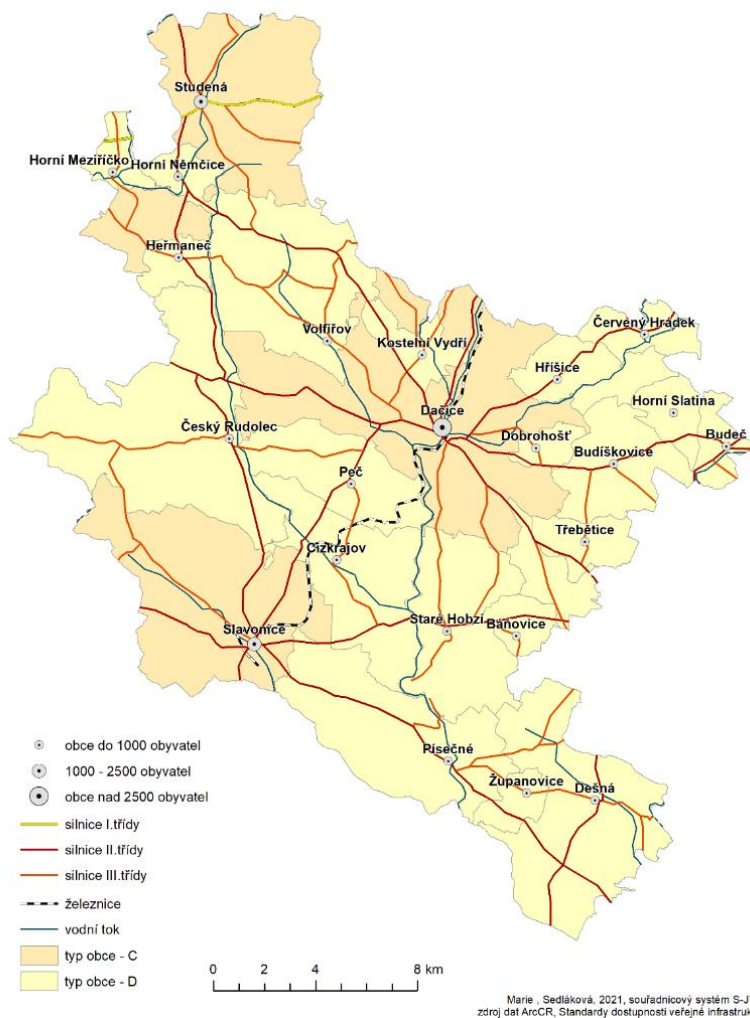 Studená
Horní Meziříčko
Horní Němčice
Heřmaneč
Volfířov
Kostelní Vydří
Červený Hrádek
Hříšice
Horní Slatina
Dačice
Český Rudolec
Dobrohošť
Budíškovice
Budeč
Peč
Třebětice
Cizkrajov
Staré Hobzí
Báňovice
Slavonice
Písečné
Županovice
Dešná
obce do 1000 obyvatel
1000 - 2500 obyvatel
obce nad 2500 obyvatel
silnice I.třídy
silnice II.třídy
silnice III.třídy
železnice
vodní tok
typ obce - C
typ obce - D
0 2 4 8 km
Marie , Sedláková, 2021, souřadnicový systém S-J
zdroj dat ArcCR, Standardy dostupnosti veřejné infrastruk